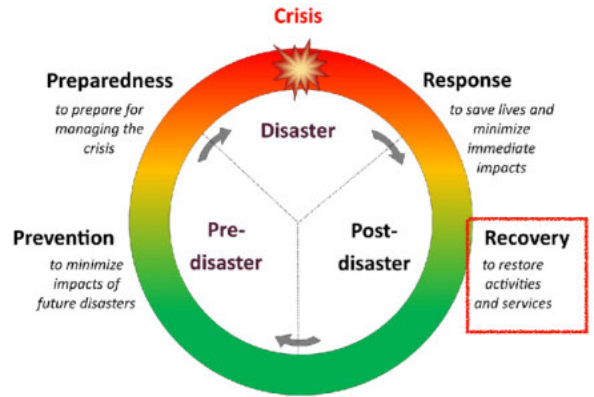 Crisis
Preparedness
to prepare for
managing the
crisis
Response
to save lives and
minimize
immediate
impacts
Disaster
Pre-
disaster
Post-
disaster
Prevention
to minimize
impacts of
future disasters
Recovery
to restore
activities
and services